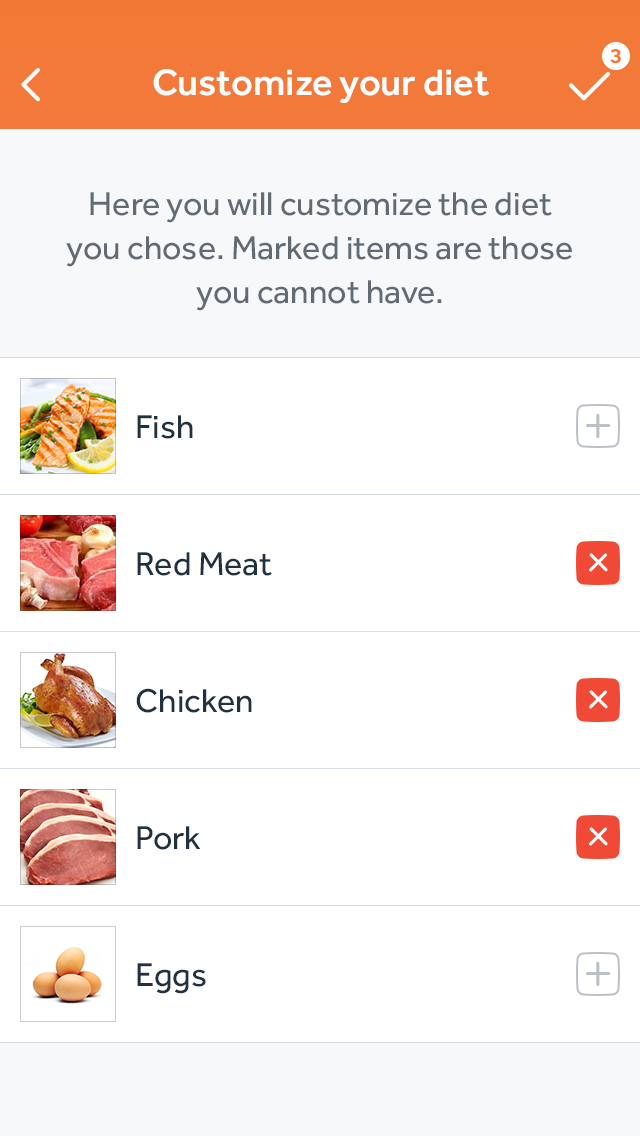 3
Customize your diet
Here you will customize the diet
you chose. Marked items are those
you cannot have.
Fish
Red Meat
Chicken
Pork
Eggs